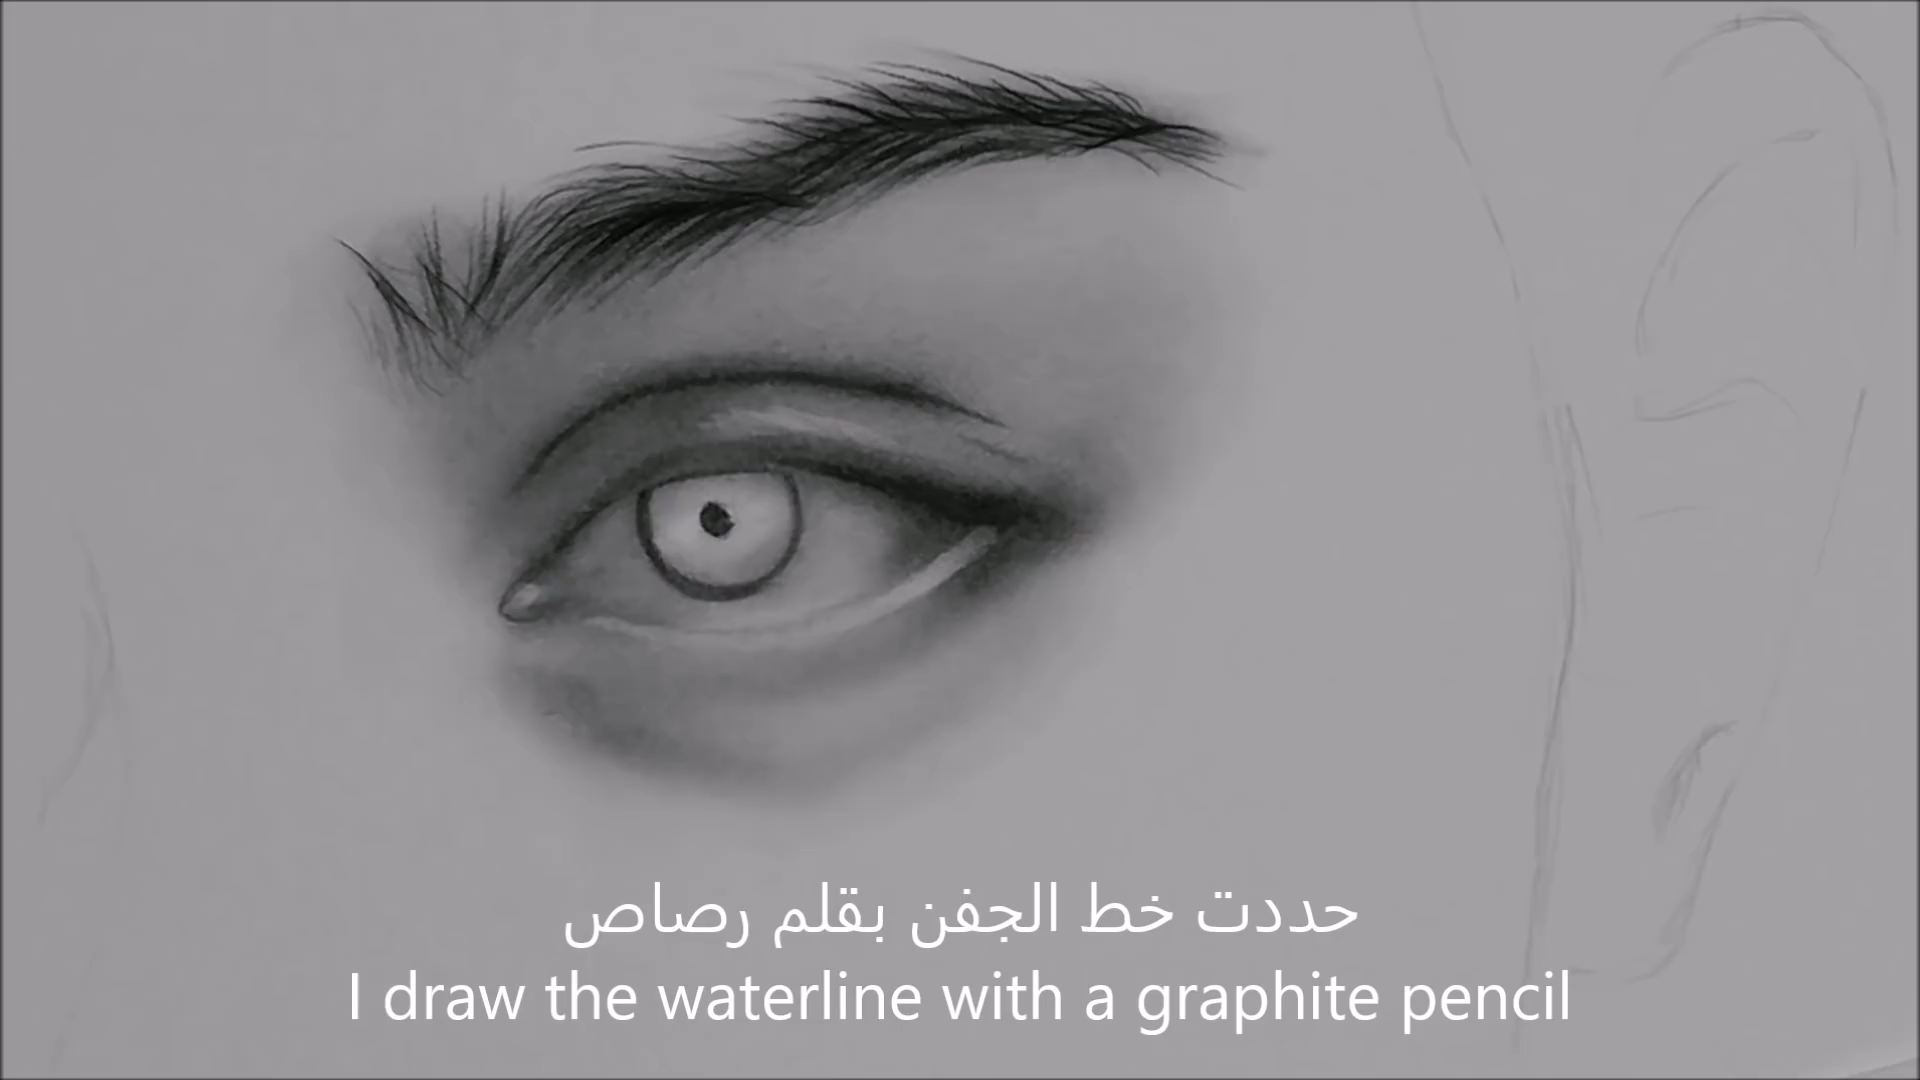 حددت خط الجفن بقلم رصاص
I draw the waterline with a graphite pencil